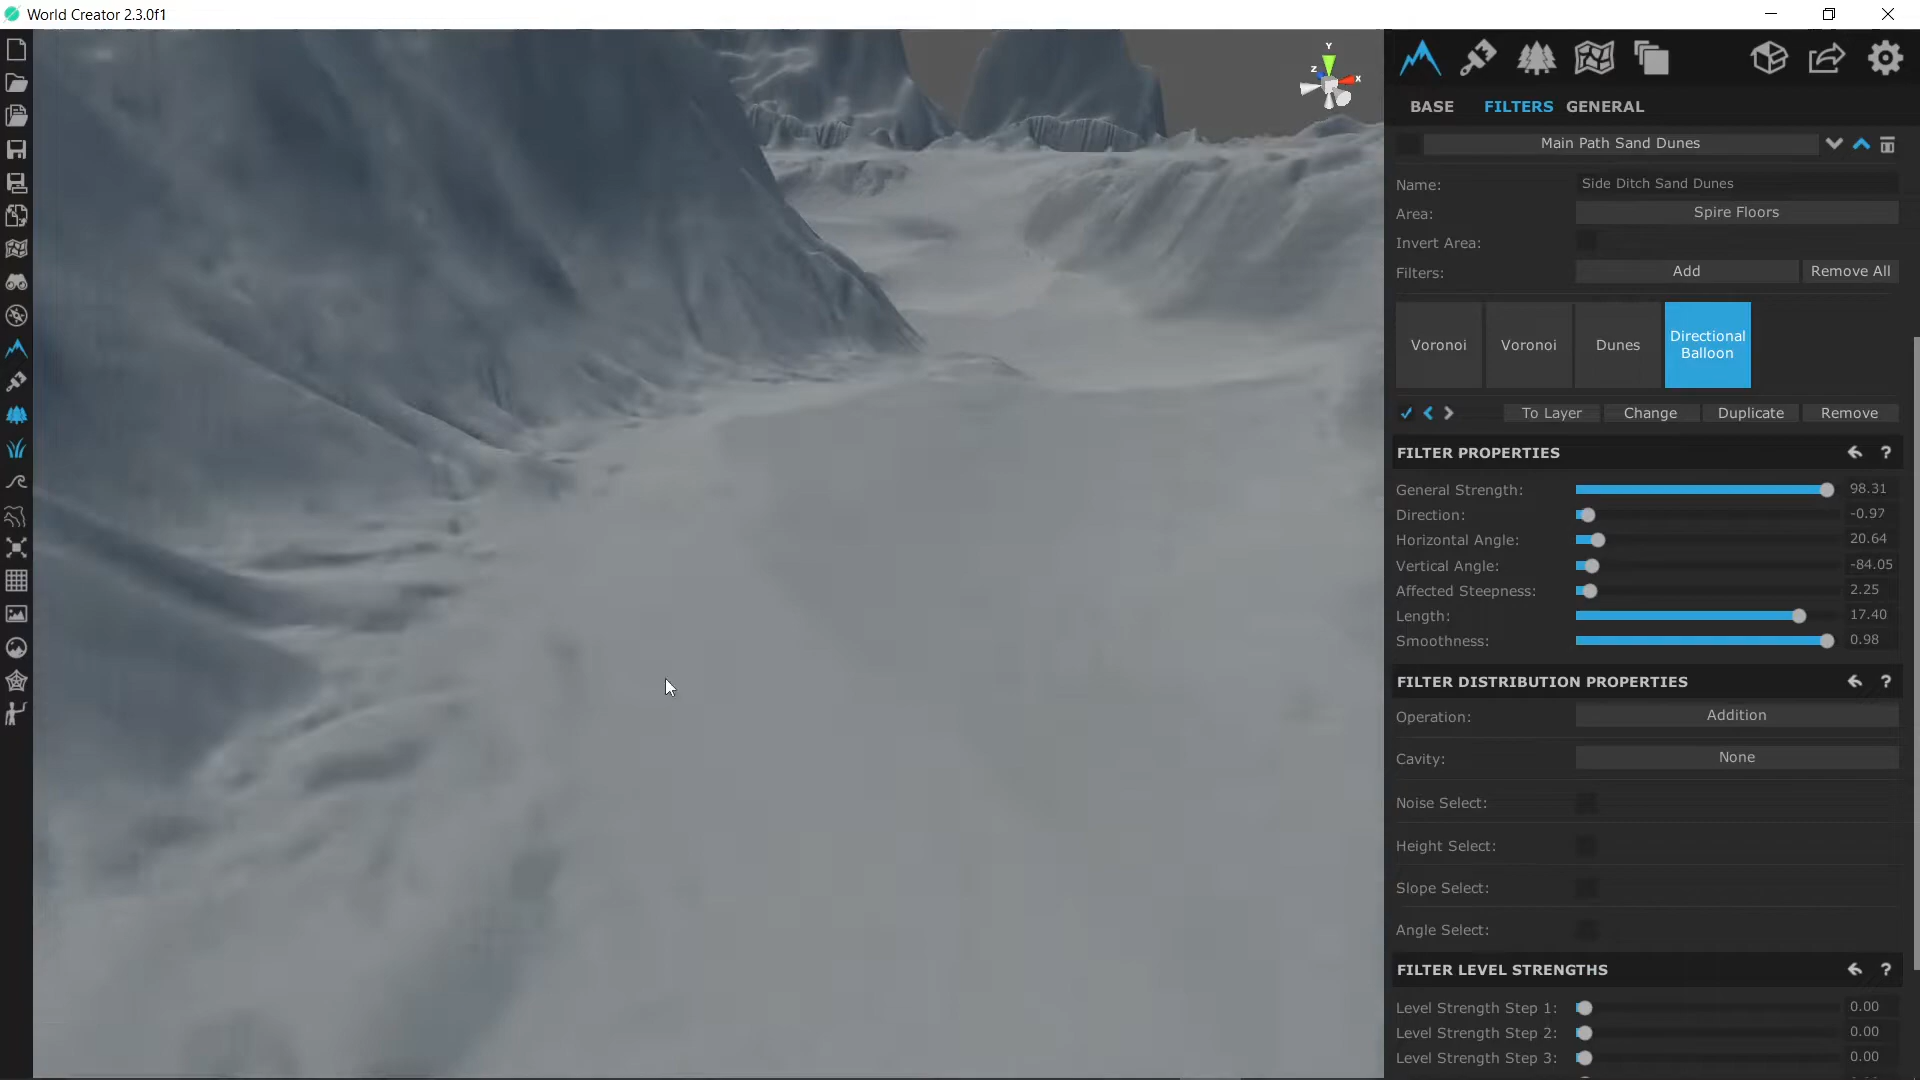 World Creator 2.3.0f1
Y
Z
X
BASE FILTERS GENERAL
Main Path Sand Dunes
Name: Side Ditch Sand Dunes
Area: Spire Floors
Invert Area:
Filters: Add Remove All
Voronoi Voronoi Dunes Directional Balloon
To Layer Change Duplicate Remove
FILTER PROPERTIES ?
General Strength: 98.31
Direction: -0.97
Horizontal Angle: 20.64
Vertical Angle: -84.05
Affected Steepness: 2.25
Length: 17.40
Smoothness: 0.98
FILTER DISTRIBUTION PROPERTIES ?
Operation: Addition
Cavity: None
Noise Select:
Height Select:
Slope Select:
Angle Select:
FILTER LEVEL STRENGTHS ?
Level Strength Step 1: 0.00
Level Strength Step 2: 0.00
Level Strength Step 3: 0.00